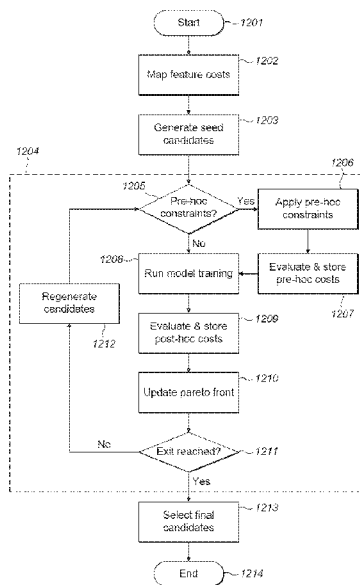 Start
1201
1202
Map feature costs
1203
Generate seed
candidates
1204
1205
Pre-hoc
constraints?
Yes
1206
Apply pre-hoc
constraints
No
1208
Run model training
Evaluate & store
pre-hoc costs
1207
Regenerate
candidates
1212
1209
Evaluate & store
post-hoc costs
1210
Update pareto front
No
Exit reached?
1211
Yes
1213
Select final
candidates
End
1214